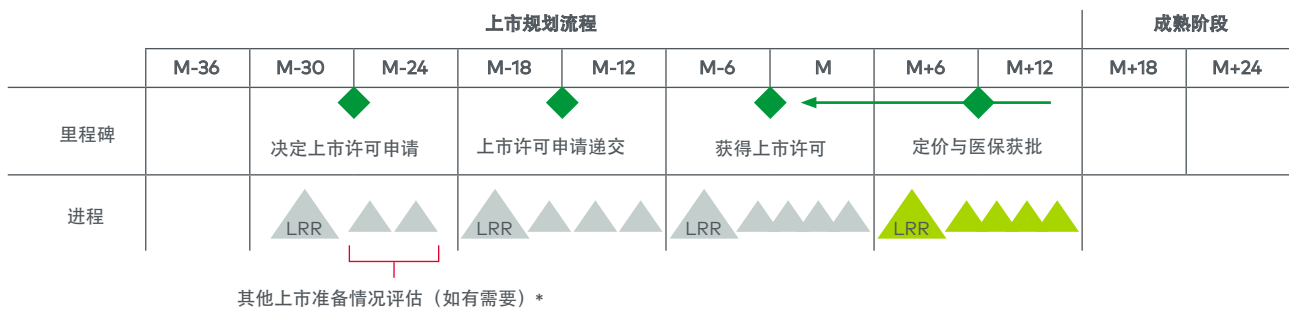 上市规划流程 成熟阶段
M-36 M-30 M-24 M-18 M-12 M-6 M M+6 M+12 M+18 M+24
里程碑 决定上市许可申请 上市许可申请递交 获得上市许可 定价与医保获批
进程 LRR LRR LRR LRR
其他上市准备情况评估（如有需要）*